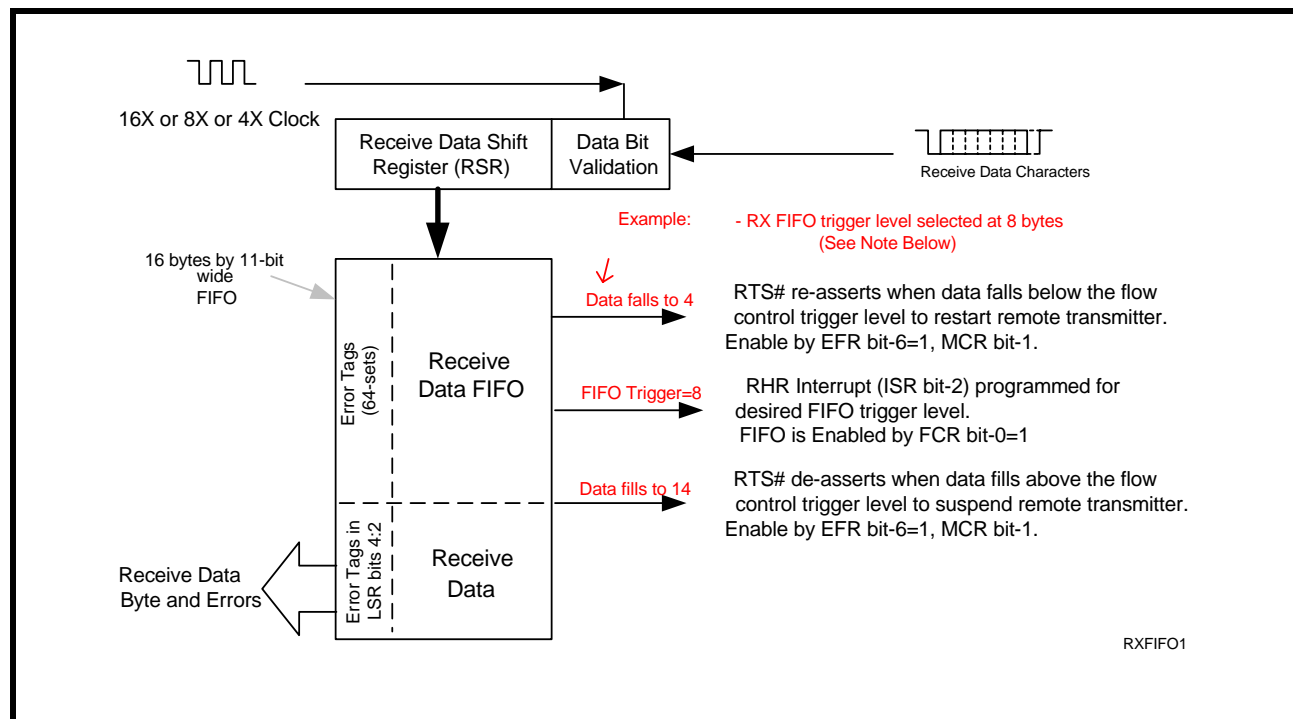 16X or 8X or 4X Clock
Receive Data Shift
Register (RSR)
Data Bit
Validation
Receive Data Characters
Example:
- RX FIFO trigger level selected at 8 bytes
(See Note Below)
16 bytes by 11-bit
wide
FIFO
Error Tags
(64-sets)
Receive
Data FIFO
Data falls to 4
RTS# re-asserts when data falls below the flow
control trigger level to restart remote transmitter.
Enable by EFR bit-6=1, MCR bit-1.
FIFO Trigger=8
RHR Interrupt (ISR bit-2) programmed for
desired FIFO trigger level.
FIFO is Enabled by FCR bit-0=1
Data fills to 14
RTS# de-asserts when data fills above the flow
control trigger level to suspend remote transmitter.
Enable by EFR bit-6=1, MCR bit-1.
Error Tags in
LSR bits 4:2
Receive
Data
Receive Data
Byte and Errors
RXFIFO1